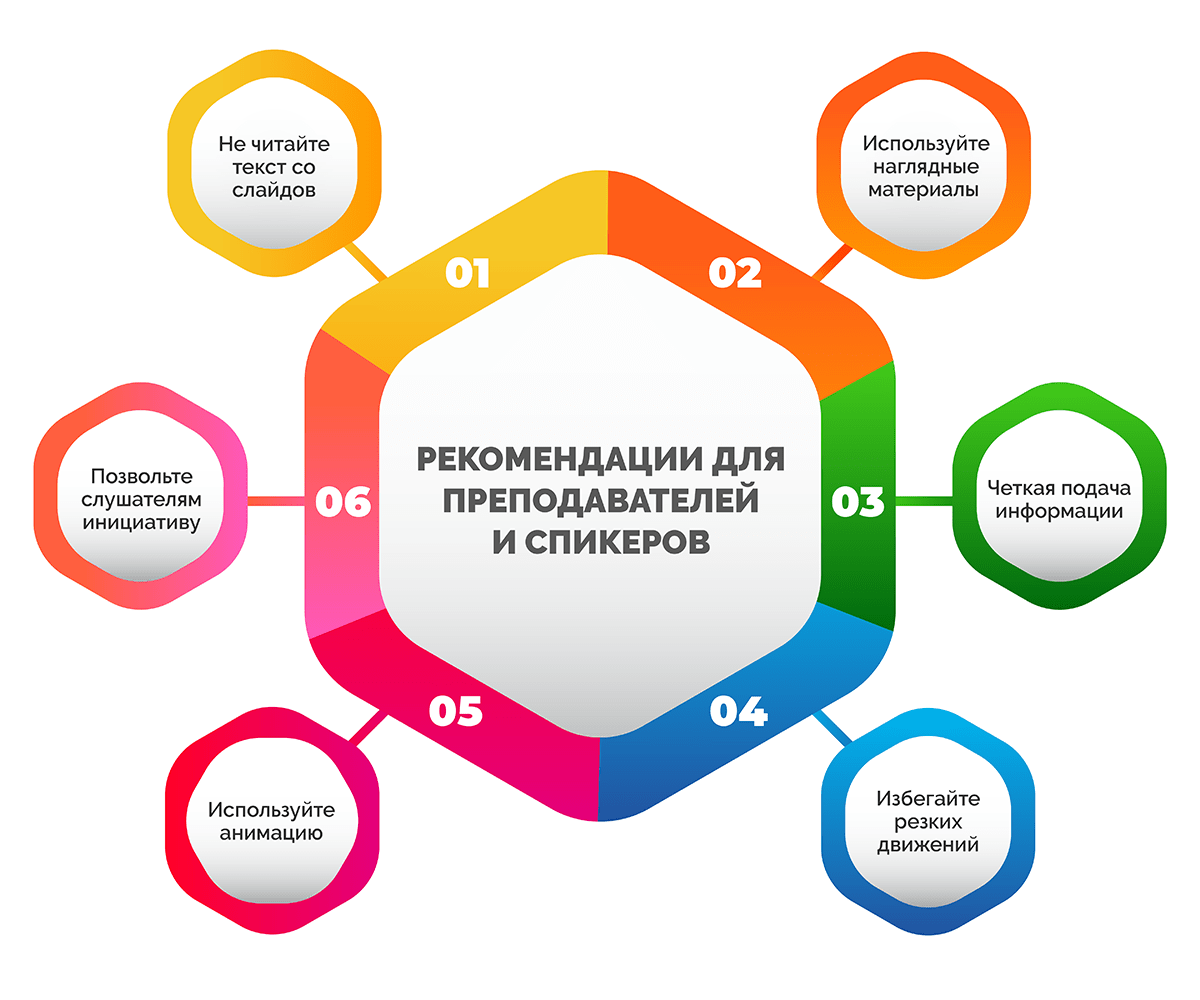 РЕКОМЕНДАЦИИ ДЛЯ
ПРЕПОДАВАТЕЛЕЙ
И СПИКЕРОВ
01
Не читайте
текст со
слайдов
02
Используйте
наглядные
материалы
03
Четкая подача
информации
04
Избегайте
резких
движений
05
Используйте
анимацию
06
Позвольте
слушателям
инициативу